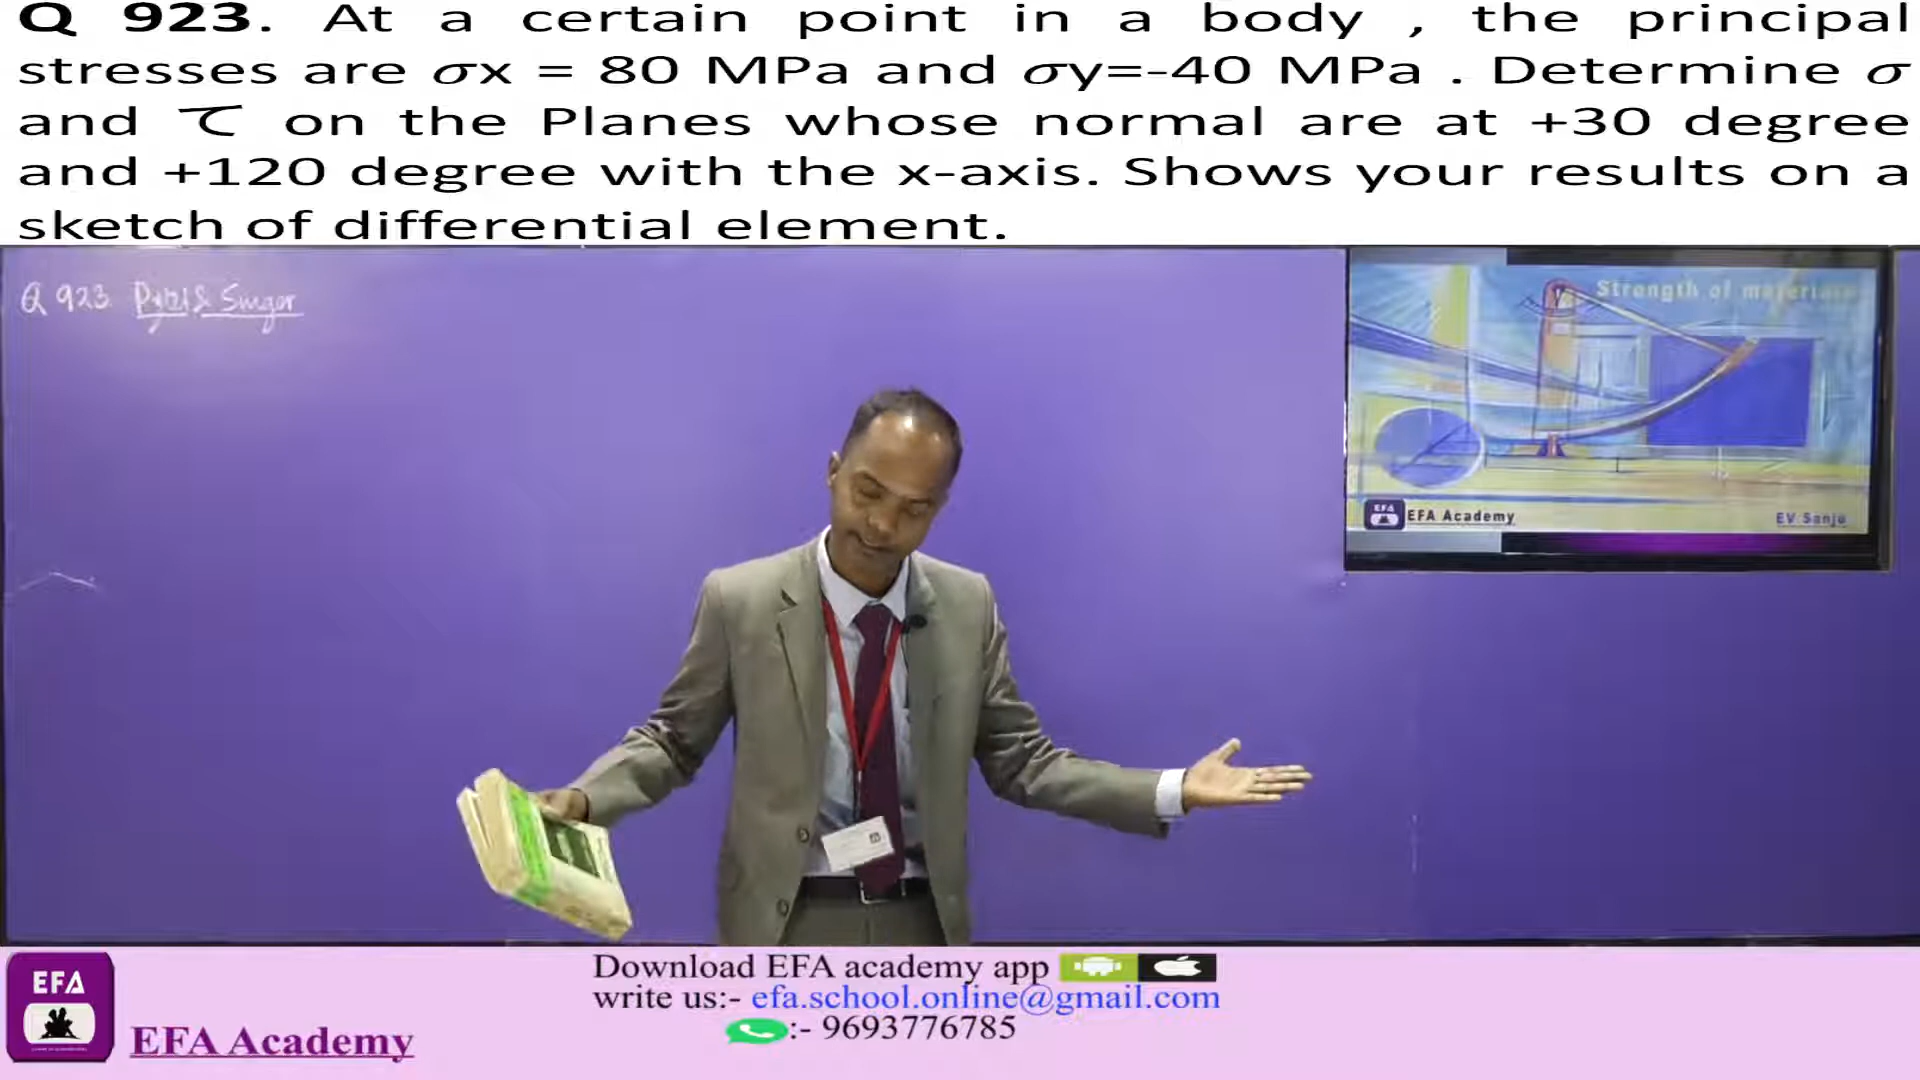 Q 923. At a certain point in a body , the principal
stresses are σx = 80 MPa and σy=-40 MPa . Determine σ
and τ on the Planes whose normal are at +30 degree
and +120 degree with the x-axis. Shows your results on a
sketch of differential element.
Q 923. Pytel & Singer
Strength of materials
EFA
EFA Academy
EV Sanju
EFA
EFA Academy
Download EFA academy app
write us:- efa.school.online@gmail.com
:- 9693776785